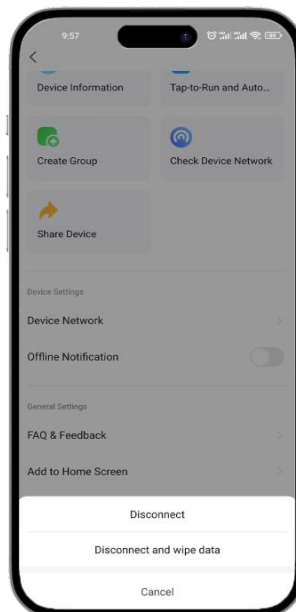 9:57
Device Information
Tap-to-Run and Auto...
Create Group
Check Device Network
Share Device
Device Settings
Device Network
Offline Notification
General Settings
FAQ & Feedback
Add to Home Screen
Disconnect
Disconnect and wipe data
Cancel